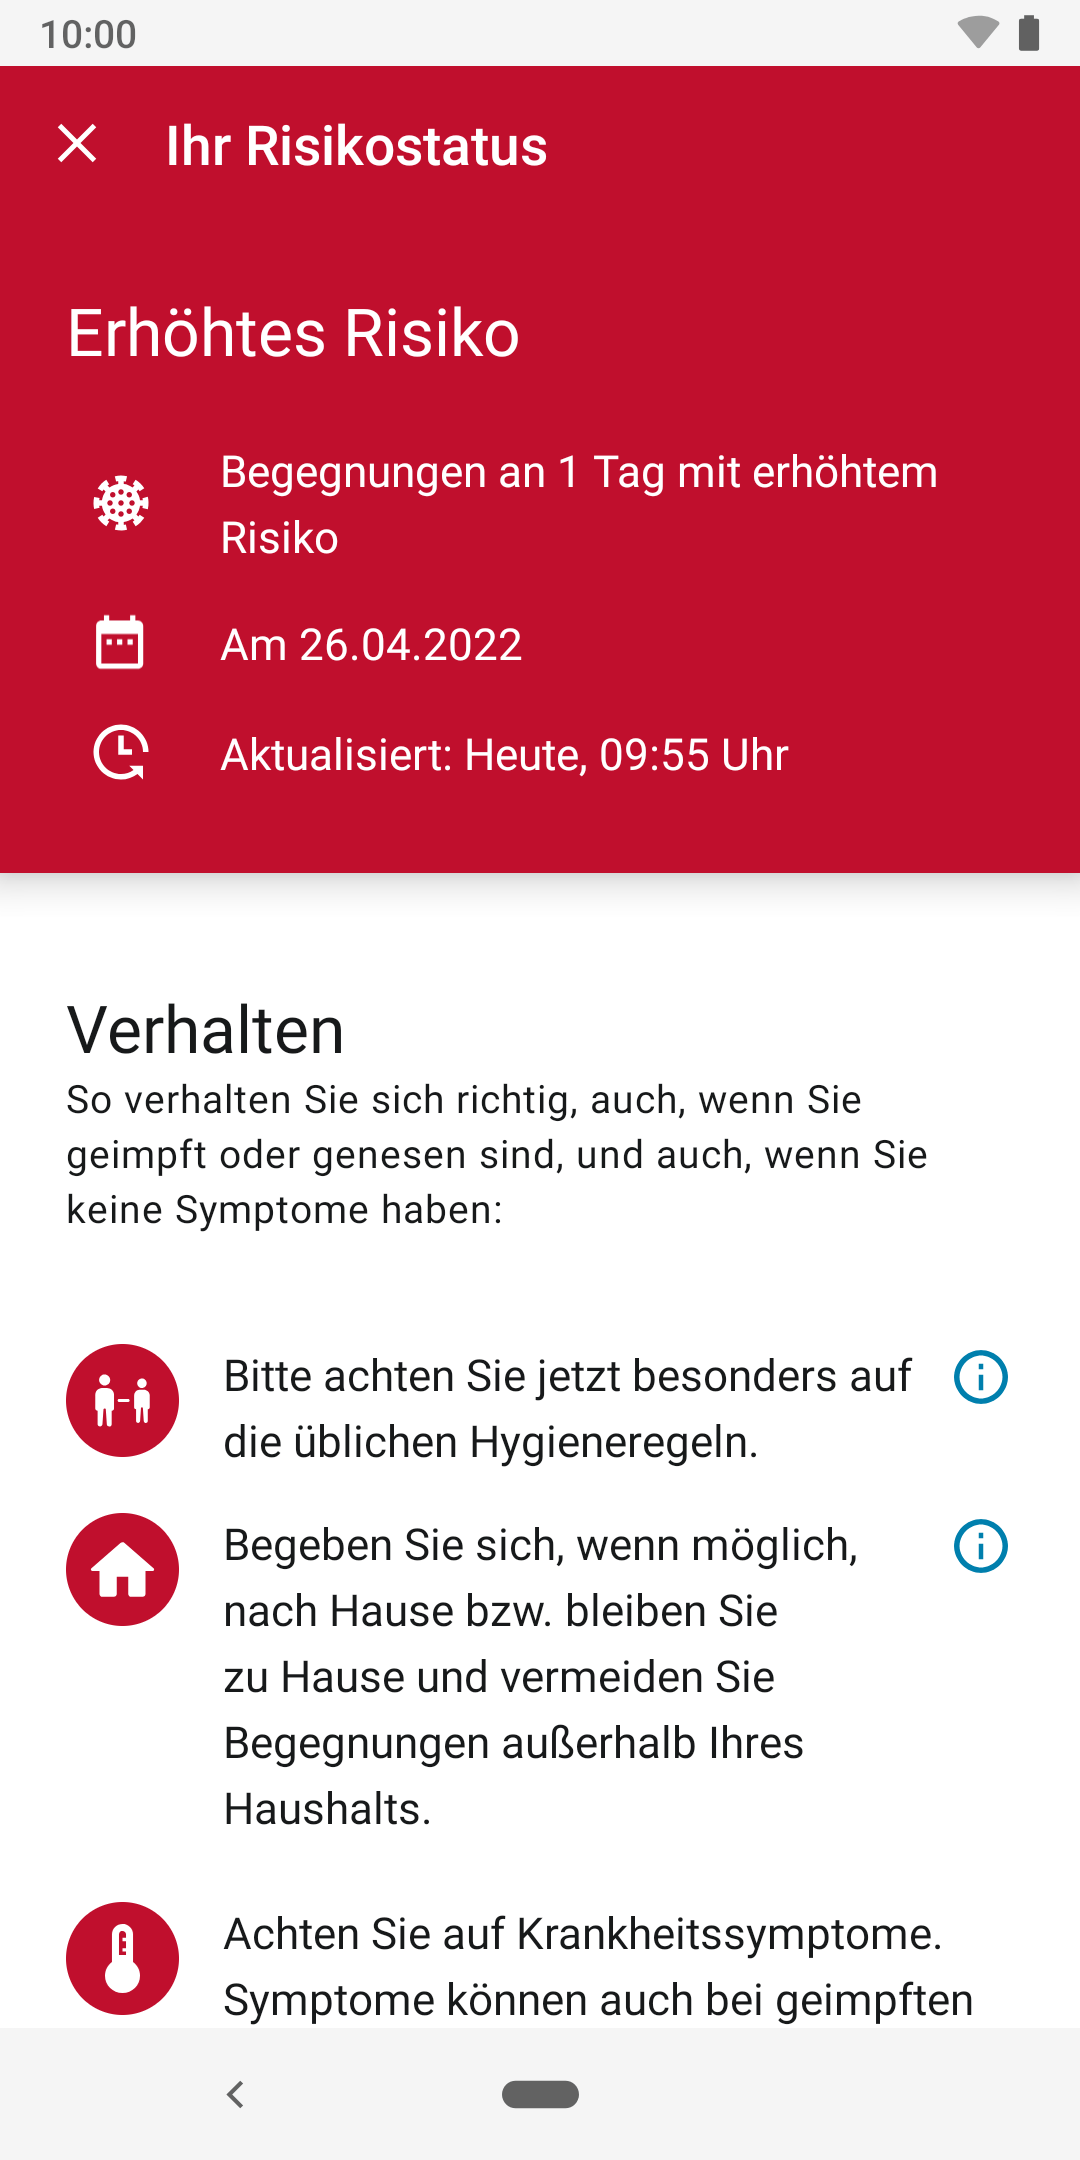 10:00
Ihr Risikostatus
Erhöhtes Risiko
Begegnungen an 1 Tag mit erhöhtem
Risiko
Am 26.04.2022
Aktualisiert: Heute, 09:55 Uhr
Verhalten
So verhalten Sie sich richtig, auch, wenn Sie
geimpft oder genesen sind, und auch, wenn Sie
keine Symptome haben:
Bitte achten Sie jetzt besonders auf
die üblichen Hygieneregeln.
Begeben Sie sich, wenn möglich,
nach Hause bzw. bleiben Sie
zu Hause und vermeiden Sie
Begegnungen außerhalb Ihres
Haushalts.
Achten Sie auf Krankheitssymptome.
Symptome können auch bei geimpften